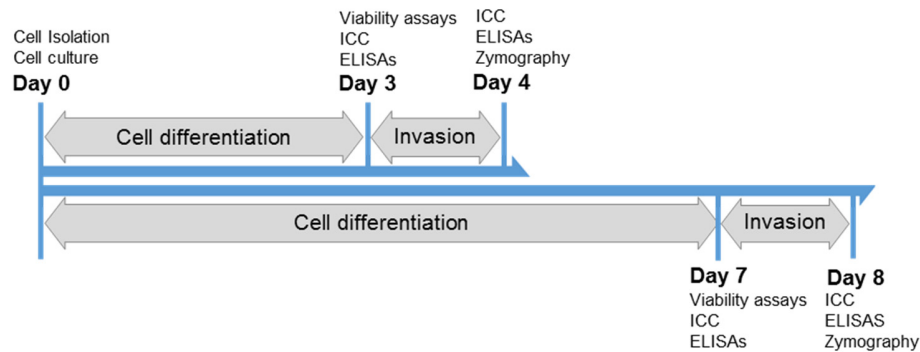 Cell Isolation
Cell culture
Day 0
Viability assays
ICC
ELISAs
Day 3
ICC
ELISAs
Zymography
Day 4
Cell differentiation
Invasion
Cell differentiation
Invasion
Day 7
Viability assays
ICC
ELISAs
Day 8
ICC
ELISAS
Zymography